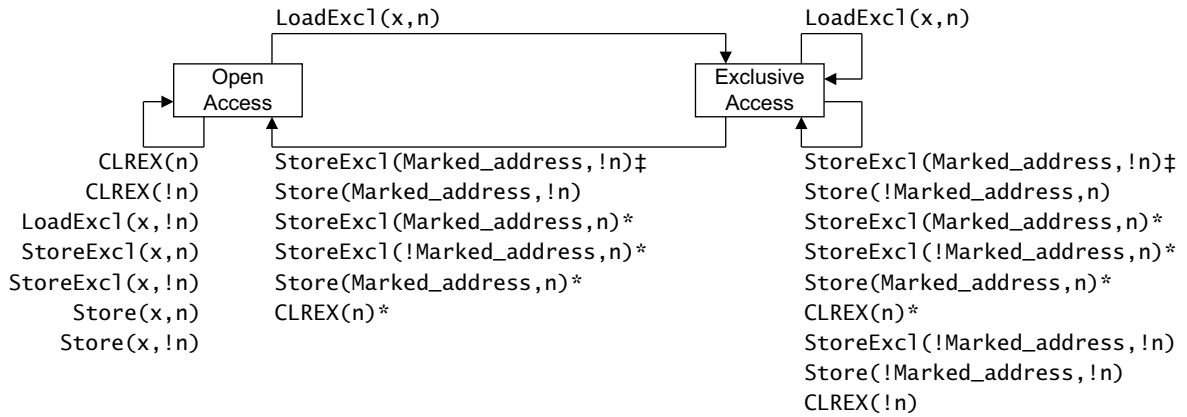 LoadExcl(x,n)
LoadExcl(x,n)
Open
Access
Exclusive
Access
CLREX(n)
CLREX(!n)
LoadExcl(x,!n)
StoreExcl(x,n)
StoreExcl(x,!n)
Store(x,n)
Store(x,!n)
StoreExcl(Marked_address,!n)‡
Store(Marked_address,!n)
StoreExcl(Marked_address,n)*
StoreExcl(!Marked_address,n)*
Store(Marked_address,n)*
CLREX(n)*
StoreExcl(Marked_address,!n)‡
Store(!Marked_address,n)
StoreExcl(Marked_address,n)*
StoreExcl(!Marked_address,n)*
Store(Marked_address,n)*
CLREX(n)*
StoreExcl(!Marked_address,!n)
Store(!Marked_address,!n)
CLREX(!n)